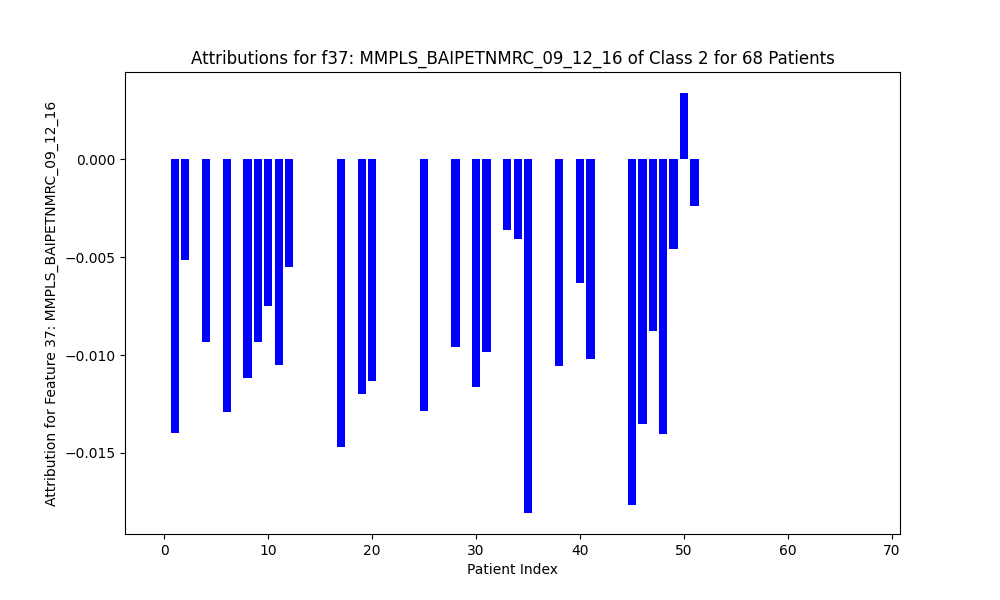 Attributions for f37: MMPLS_BAIPETNMRC_09_12_16 of Class 2 for 68 Patients
Attribution for Feature 37: MMPLS_BAIPETNMRC_09_12_16
0.000
−0.005
−0.010
−0.015
0 10 20 30 40 50 60 70
Patient Index